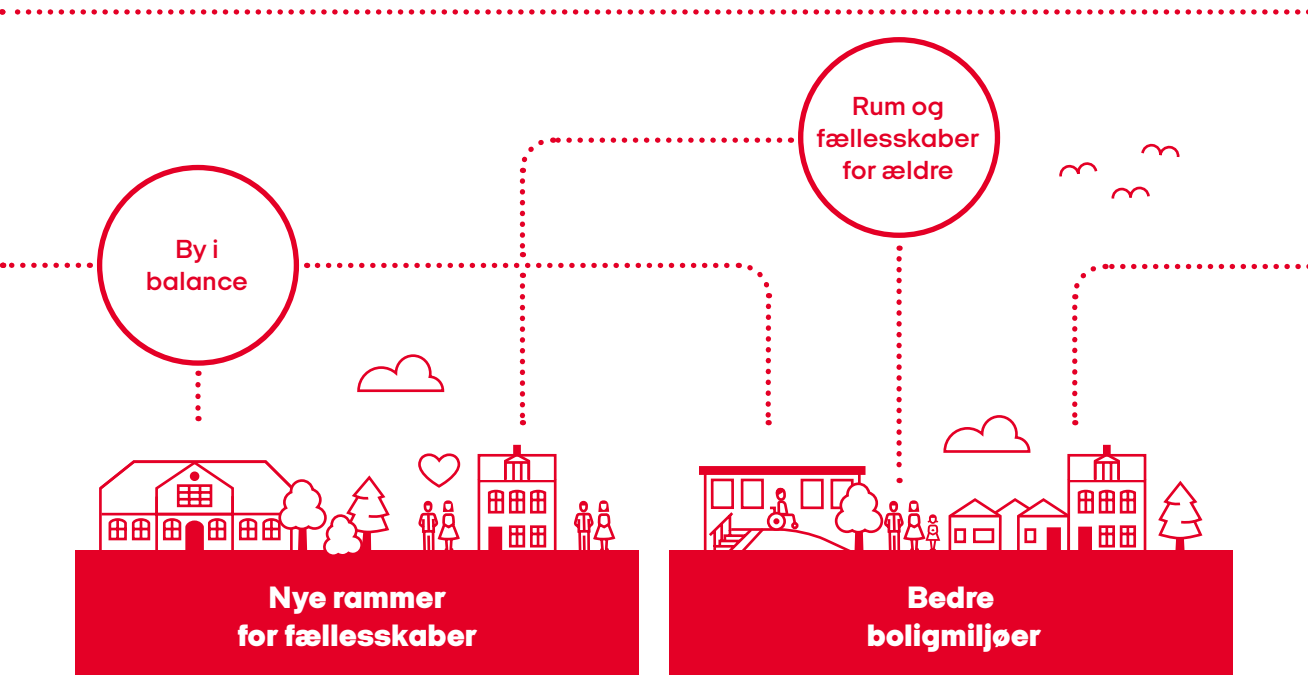 Rum og
fællesskaber
for ældre
By i
balance
Nye rammer
for fællesskaber
Bedre
boligmiljøer